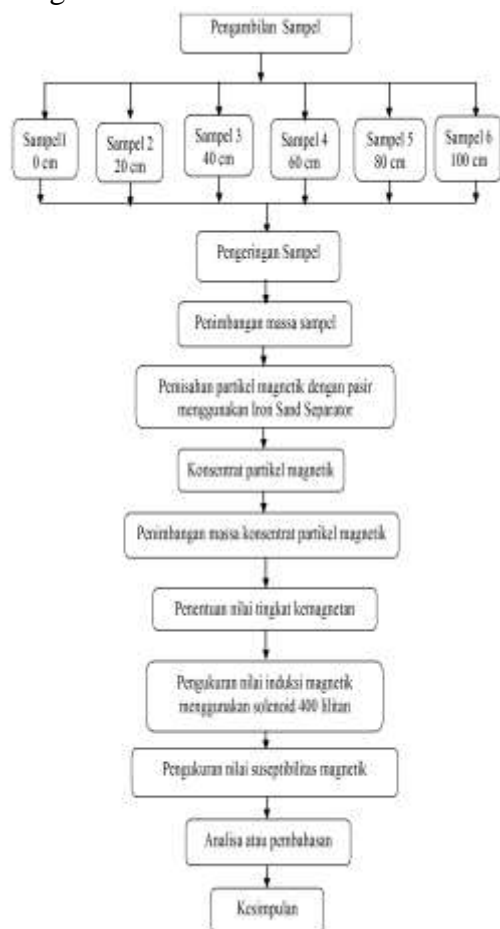 Pengambilan Sampel
Sampel1
0 cm
Sampel 2
20 cm
Sampel 3
40 cm
Sampel 4
60 cm
Sampel 5
80 cm
Sampel 6
100 cm
Pengeringan Sampel
Penimbangan massa sampel
Pemisahan partikel magnetik dengan pasir
menggunakan Iron Sand Separator
Konsentrat partikel magnetik
Penimbangan massa konsentrat partikel magnetik
Penentuan nilai tingkat kemagnetan
Pengukuran nilai induksi magnetik
menggunakan solenoid 400 lilitan
Pengukuran nilai suseptibilitas magnetik
Analisa atau pembahasan
Kesimpulan